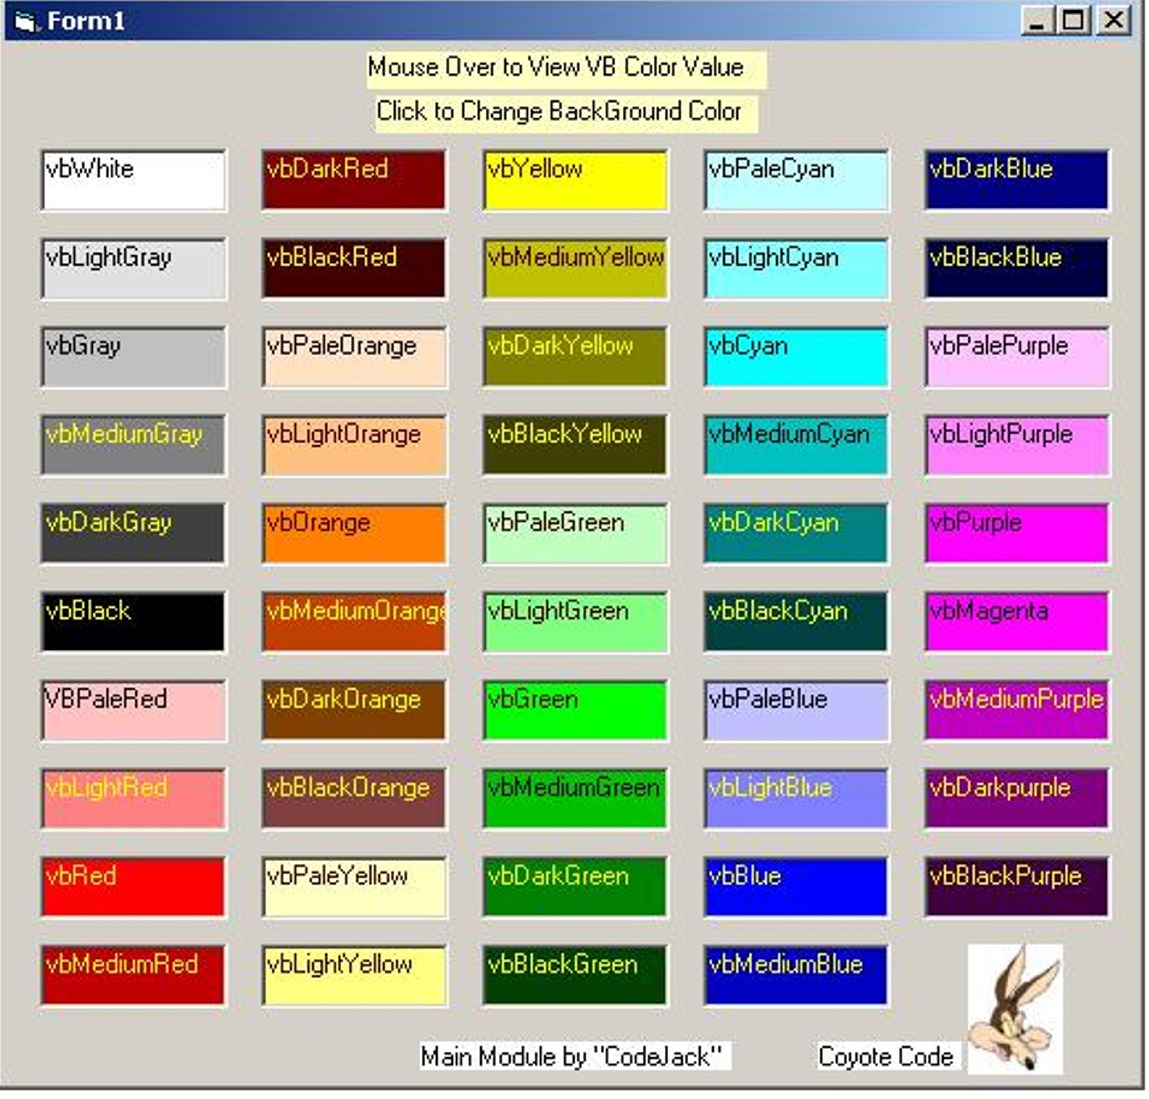 Form1
Mouse Over to View VB Color Value
Click to Change BackGround Color
vbWhite
vbDarkRed
vbYellow
vbPaleCyan
vbDarkBlue
vbLightGray
vbBlackRed
vbMediumYellow
vbLightCyan
vbBlackBlue
vbGray
vbPaleOrange
vbDarkYellow
vbCyan
vbPalePurple
vbMediumGray
vbLightOrange
vbBlackYellow
vbMediumCyan
vbLightPurple
vbDarkGray
vbOrange
vbPaleGreen
vbDarkCyan
vbPurple
vbBlack
vbMediumOrange
vbLightGreen
vbBlackCyan
vbMagenta
VBPaleRed
vbDarkOrange
vbGreen
vbPaleBlue
vbMediumPurple
vbLightRed
vbBlackOrange
vbMediumGreen
vbLightBlue
vbDarkpurple
vbRed
vbPaleYellow
vbDarkGreen
vbBlue
vbBlackPurple
vbMediumRed
vbLightYellow
vbBlackGreen
vbMediumBlue
Main Module by "CodeJack"
Coyote Code